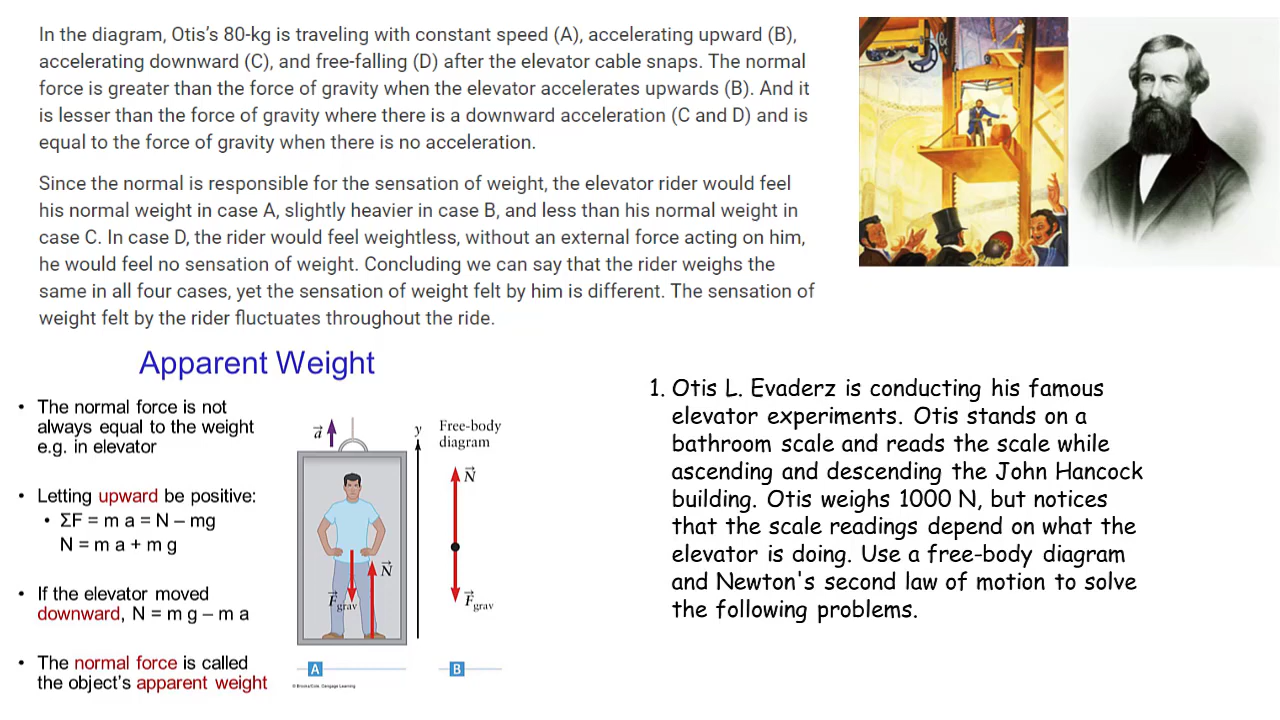 In the diagram, Otis’s 80-kg is traveling with constant speed (A), accelerating upward (B),
accelerating downward (C), and free-falling (D) after the elevator cable snaps. The normal
force is greater than the force of gravity when the elevator accelerates upwards (B). And it
is lesser than the force of gravity where there is a downward acceleration (C and D) and is
equal to the force of gravity when there is no acceleration.
Since the normal is responsible for the sensation of weight, the elevator rider would feel
his normal weight in case A, slightly heavier in case B, and less than his normal weight in
case C. In case D, the rider would feel weightless, without an external force acting on him,
he would feel no sensation of weight. Concluding we can say that the rider weighs the
same in all four cases, yet the sensation of weight felt by him is different. The sensation of
weight felt by the rider fluctuates throughout the ride.
Apparent Weight
• The normal force is not
always equal to the weight
e.g. in elevator
• Letting upward be positive:
• ΣF = m a = N – mg
N = m a + m g
• If the elevator moved
downward, N = m g – m a
• The normal force is called
the object’s apparent weight
a
y
Free-body
diagram
N
N
F grav
F grav
A
B
© Brooks/Cole, Cengage Learning
1. Otis L. Evaderz is conducting his famous
elevator experiments. Otis stands on a
bathroom scale and reads the scale while
ascending and descending the John Hancock
building. Otis weighs 1000 N, but notices
that the scale readings depend on what the
elevator is doing. Use a free-body diagram
and Newton's second law of motion to solve
the following problems.